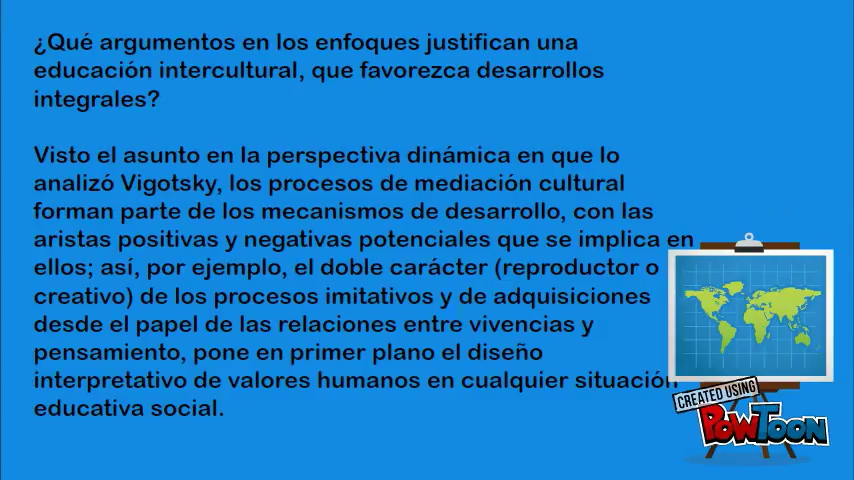 ¿Qué argumentos en los enfoques justifican una
educación intercultural, que favorezca desarrollos
integrales?
Visto el asunto en la perspectiva dinámica en que lo
analizó Vigotsky, los procesos de mediación cultural
forman parte de los mecanismos de desarrollo, con las
aristas positivas y negativas potenciales que se implica en
ellos; así, por ejemplo, el doble carácter (reproductor o
creativo) de los procesos imitativos y de adquisiciones
desde el papel de las relaciones entre vivencias y
pensamiento, pone en primer plano el diseño
interpretativo de valores humanos en cualquier situación
educativa social.
CREATED USING
POWTOON